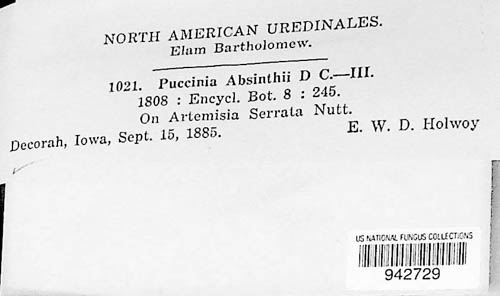 NORTH AMERICAN UREDINALES.
Elam Bartholomew.
1021. Puccinia Absinthii D C.—III.
1808 : Encycl. Bot. 8 : 245.
On Artemisia Serrata Nutt.
Decorah, Iowa, Sept. 15, 1885. E. W. D. Holwoy
US NATIONAL FUNGUS COLLECTIONS
942729